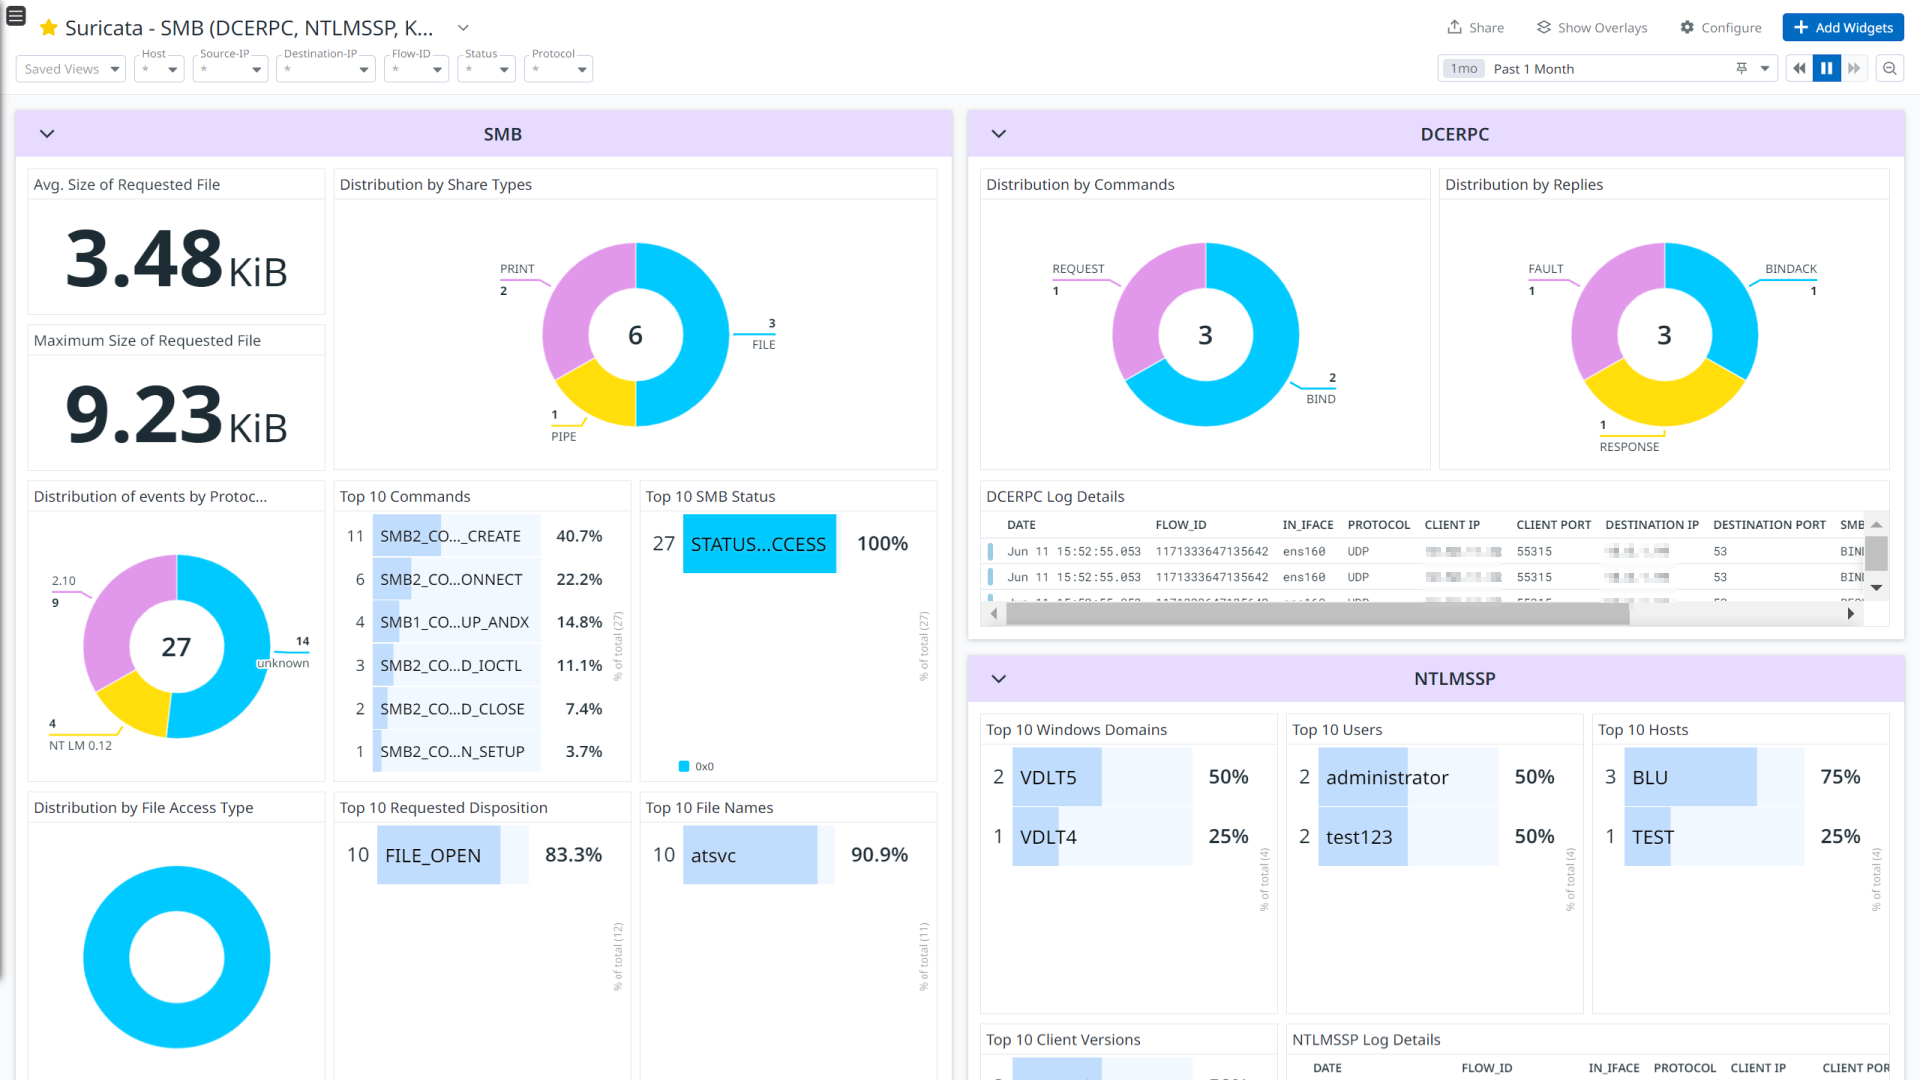 Suricata - SMB (DCERPC, NTLMSSP, K...
Share
Show Overlays
Configure
Add Widgets
Saved Views
Host
*
Source-IP
*
Destination-IP
*
Flow-ID
*
Status
*
Protocol
*
1mo Past 1 Month
SMB
Avg. Size of Requested File
3.48 KiB
Maximum Size of Requested File
9.23 KiB
Distribution by Share Types
PRINT
2
6
3
FILE
1
PIPE
Distribution of events by Protoc...
2.10
9
27
14
unknown
4
NT LM 0.12
Top 10 Commands
11 SMB2_CO..._CREATE 40.7%
6 SMB2_CO...ONNECT 22.2%
4 SMB1_CO...UP_ANDX 14.8%
3 SMB2_CO...D_IOCTL 11.1%
2 SMB2_CO...D_CLOSE 7.4%
1 SMB2_CO...N_SETUP 3.7%
% of total (27)
Top 10 SMB Status
27 STATUS...CCESS 100%
% of total (27)
0x0
Distribution by File Access Type
Top 10 Requested Disposition
10 FILE_OPEN 83.3%
% of total (12)
Top 10 File Names
10 atsvc 90.9%
% of total (11)
DCERPC
Distribution by Commands
REQUEST
1
3
2
BIND
Distribution by Replies
FAULT
1
3
BINDACK
1
1
RESPONSE
DCERPC Log Details
DATE FLOW_ID IN_IFACE PROTOCOL CLIENT IP CLIENT PORT DESTINATION IP DESTINATION PORT SMB
Jun 11 15:52:55.053 1171333647135642 ens160 UDP 55315 53 BIN
Jun 11 15:52:55.053 1171333647135642 ens160 UDP 55315 53 BIN
NTLMSSP
Top 10 Windows Domains
2 VDLT5 50%
1 VDLT4 25%
% of total (4)
Top 10 Users
2 administrator 50%
2 test123 50%
% of total (4)
Top 10 Hosts
3 BLU 75%
1 TEST 25%
% of total (4)
Top 10 Client Versions
NTLMSSP Log Details
DATE FLOW_ID IN_IFACE PROTOCOL CLIENT IP CLIENT POR